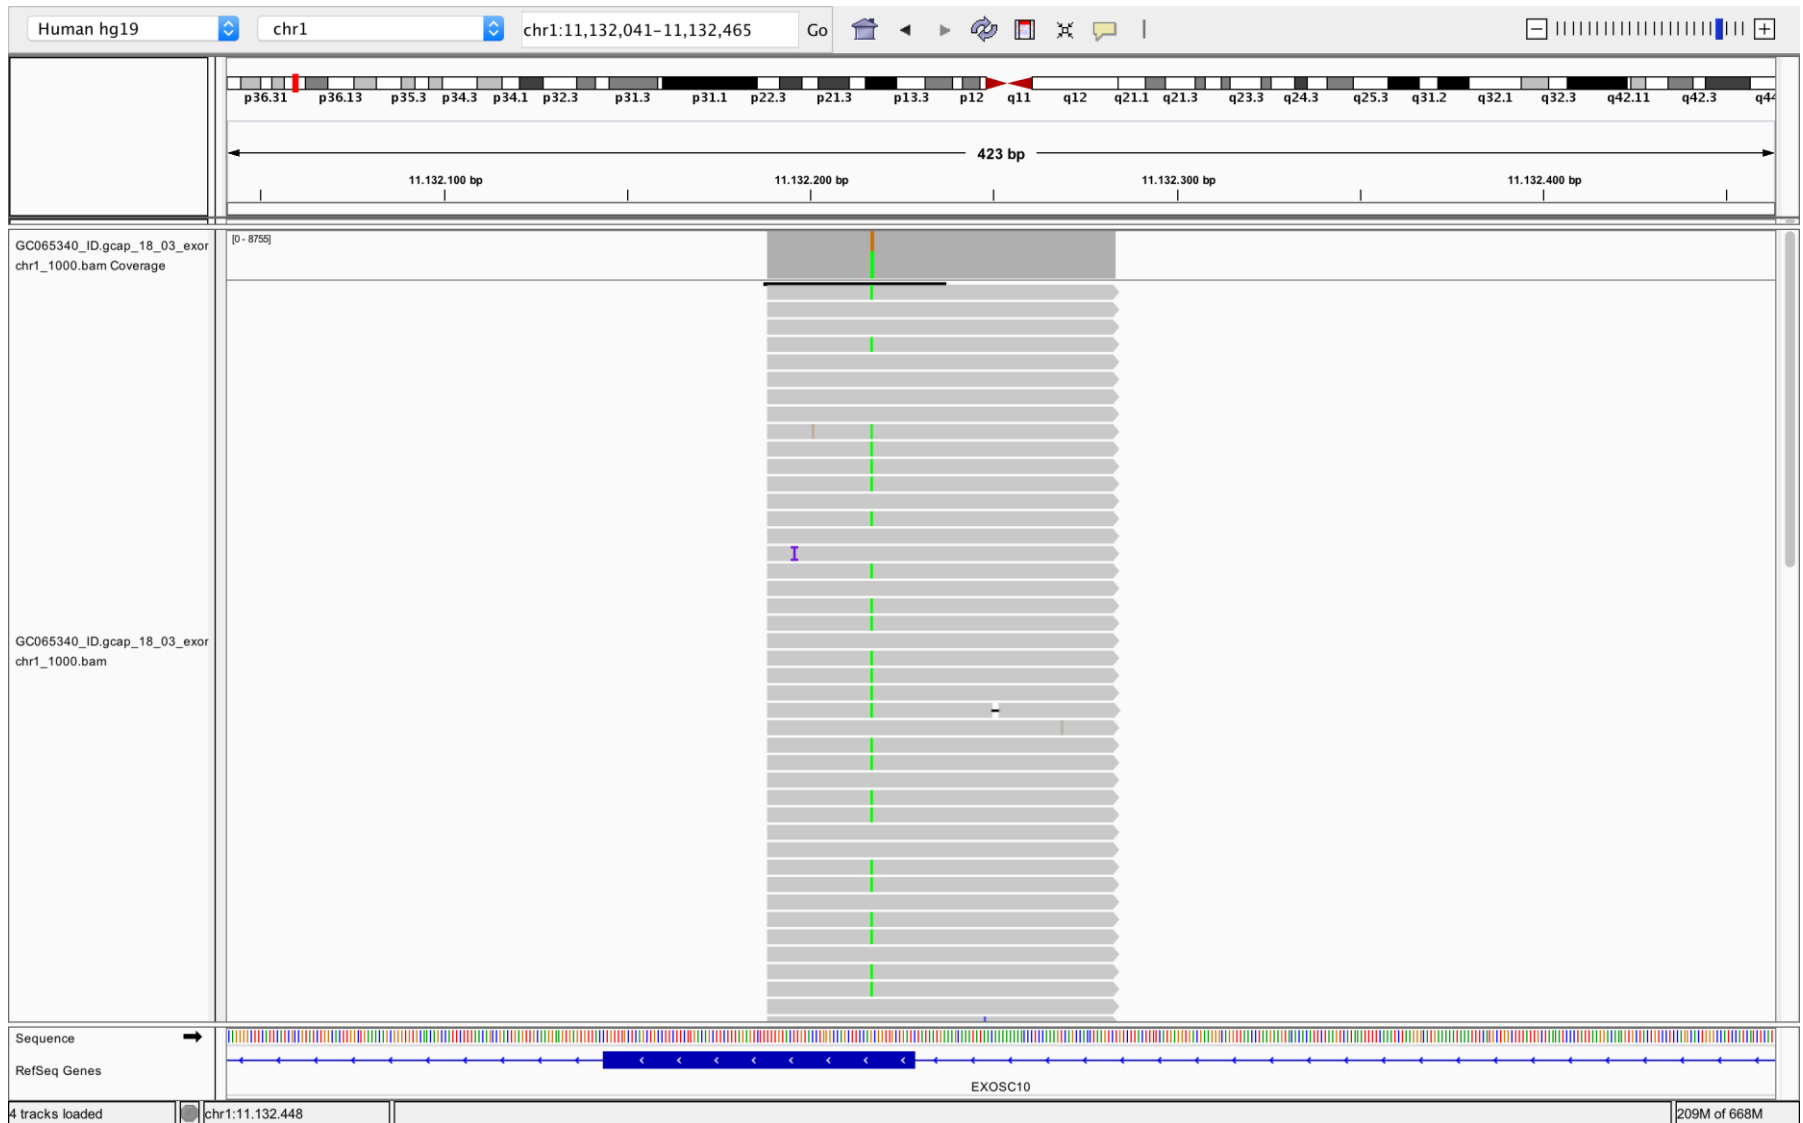 Human hg19 chr1 chr1:11,132,041-11,132,465 Go
p36.31 p36.13 p35.3 p34.3 p34.1 p32.3 p31.3 p31.1 p22.3 p21.3 p13.3 p12 q11 q12 q21.1 q21.3 q23.3 q24.3 q25.3 q31.2 q32.1 q32.3 q42.11 q42.3 q44
423 bp
11.132.100 bp 11.132.200 bp 11.132.300 bp 11.132.400 bp
GC065340_ID.gcap_18_03_exor
chr1_1000.bam Coverage
[0 - 8755]
GC065340_ID.gcap_18_03_exor
chr1_1000.bam
Sequence
RefSeq Genes
EXOSC10
4 tracks loaded chr1:11.132.448 209M of 668M